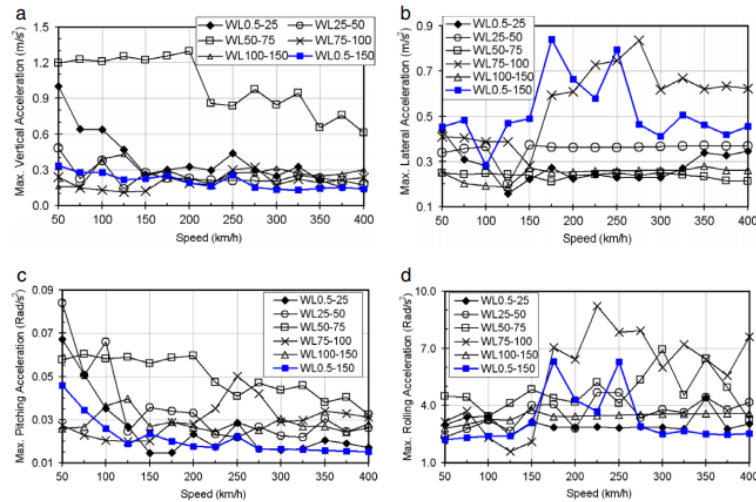 a
Max. Vertical Acceleration (m/s²)
1.5
1.2
0.9
0.6
0.3
0.0
WL0.5-25 WL25-50
WL50-75 WL75-100
WL100-150 WL0.5-150
50 100 150 200 250 300 350 400
Speed (km/h)
b
Max. Lateral Acceleration (m/s²)
0.9
0.7
0.5
0.3
0.1
WL0.5-25
WL25-50
WL50-75
WL75-100
WL100-150
WL0.5-150
50 100 150 200 250 300 350 400
Speed (km/h)
c
Max. Pitching Acceleration (Rad/s²)
0.09
0.07
0.05
0.03
0.01
WL0.5-25
WL25-50
WL50-75
WL75-100
WL100-150
WL0.5-150
50 100 150 200 250 300 350 400
Speed (km/h)
d
Max. Rolling Acceleration (Rad/s²)
10.0
7.0
4.0
1.0
WL0.5-25
WL25-50
WL50-75
WL75-100
WL100-150
WL0.5-150
50 100 150 200 250 300 350 400
Speed (km/h)